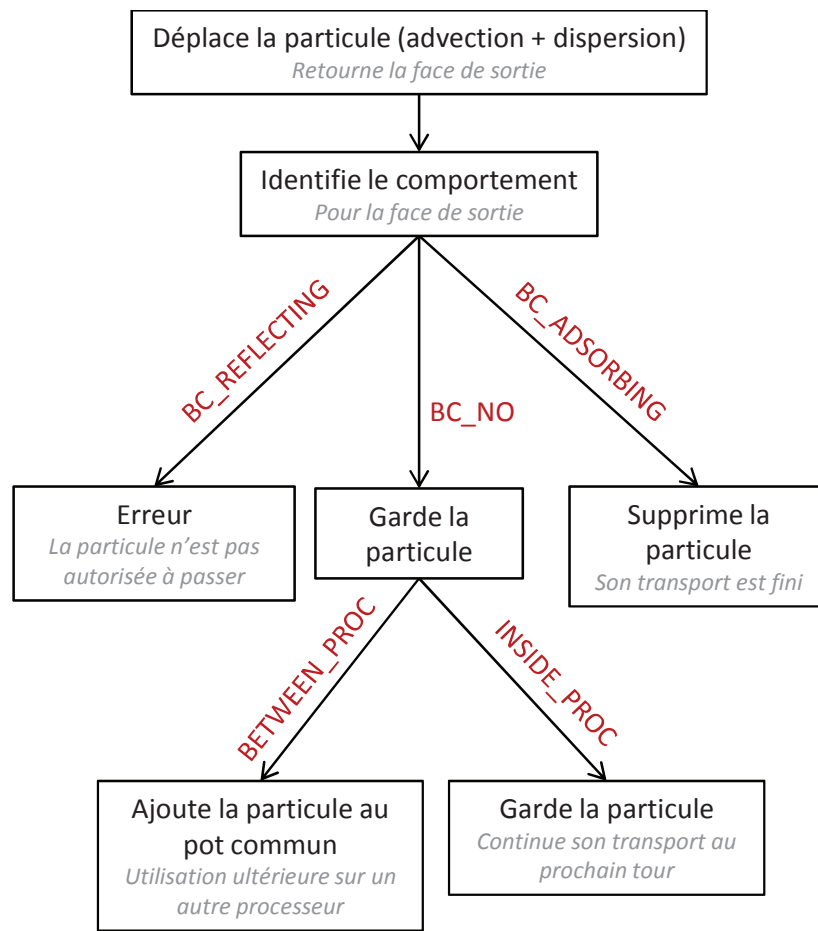 Déplace la particule (advection + dispersion)
Retourne la face de sortie
Identifie le comportement
Pour la face de sortie
BC_REFLECTING
BC_NO
BC_ADSORBING
Erreur
La particule n'est pas
autorisée à passer
Garde la
particule
Supprime la
particule
Son transport est fini
BETWEEN_PROC
INSIDE_PROC
Ajoute la particule au
pot commun
Utilisation ultérieure sur un
autre processeur
Garde la particule
Continue son transport au
prochain tour